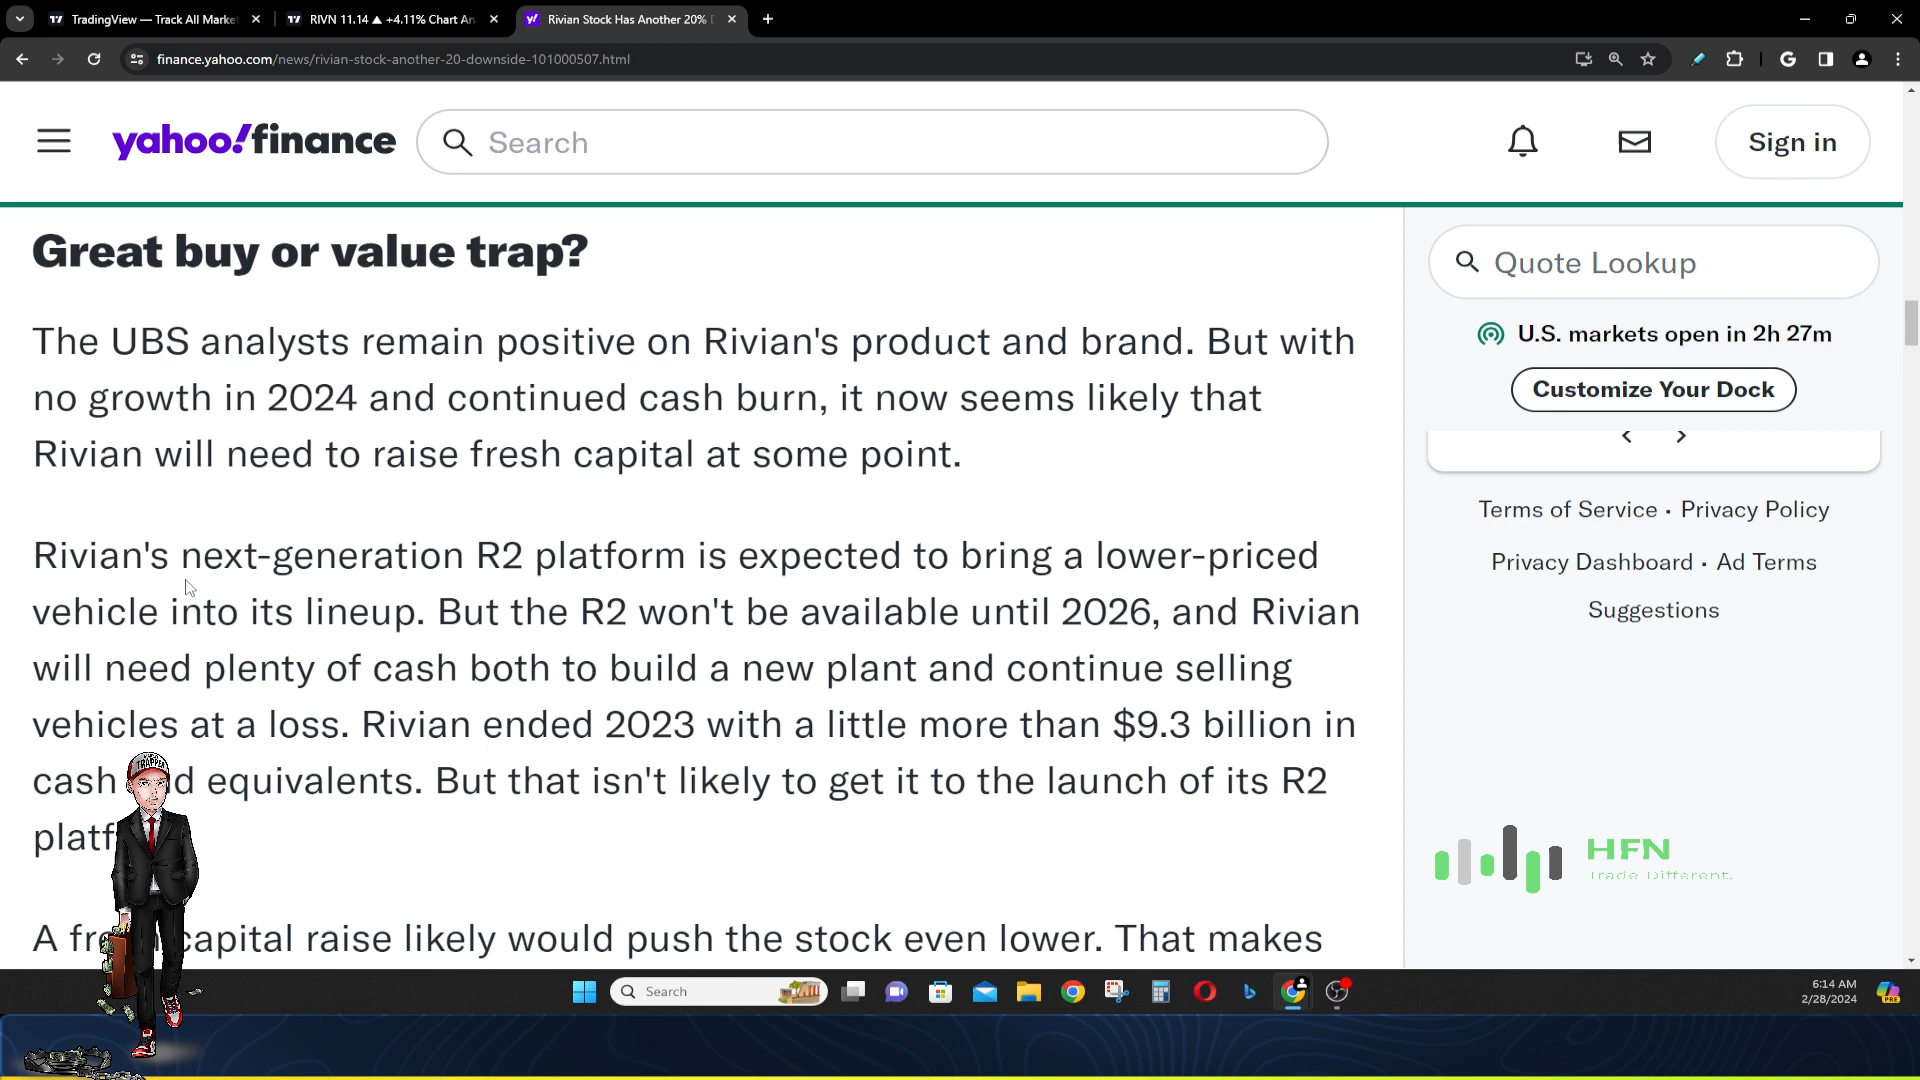 TradingView — Track All Marke
RIVN 11.14 ▲ +4.11% Chart An
Rivian Stock Has Another 20%
finance.yahoo.com/news/rivian-stock-another-20-downside-101000507.html
yahoo!finance
Search
Sign in
Great buy or value trap?
The UBS analysts remain positive on Rivian's product and brand. But with
no growth in 2024 and continued cash burn, it now seems likely that
Rivian will need to raise fresh capital at some point.
Rivian's next-generation R2 platform is expected to bring a lower-priced
vehicle into its lineup. But the R2 won't be available until 2026, and Rivian
will need plenty of cash both to build a new plant and continue selling
vehicles at a loss. Rivian ended 2023 with a little more than $9.3 billion in
cash equivalents. But that isn't likely to get it to the launch of its R2
platf
A capital raise likely would push the stock even lower. That makes
Quote Lookup
U.S. markets open in 2h 27m
Customize Your Dock
Terms of Service • Privacy Policy
Privacy Dashboard • Ad Terms
Suggestions
HFN
Trade Different.
TRAPPER
Search
6:14 AM
2/28/2024